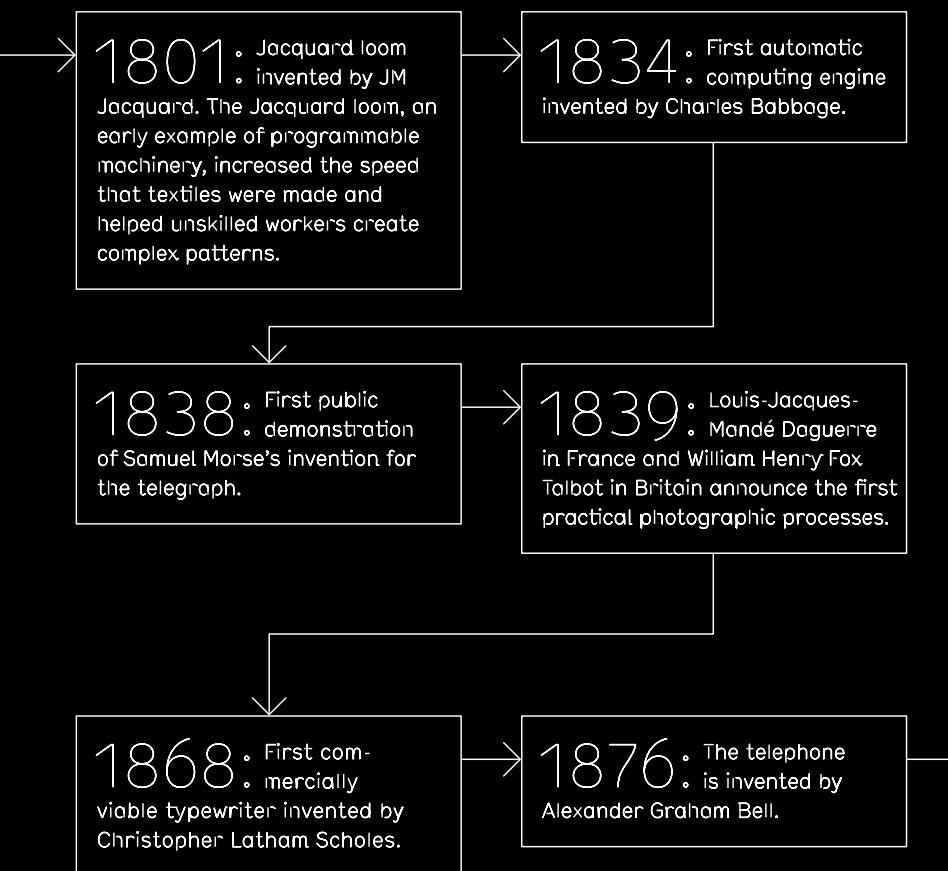 1801: Jacquard loom
invented by JM
Jacquard. The Jacquard loom, an
early example of programmable
machinery, increased the speed
that textiles were made and
helped unskilled workers create
complex patterns.
1834: First automatic
computing engine
invented by Charles Babbage.
1838: First public
demonstration
of Samuel Morse's invention for
the telegraph.
1839: Louis-Jacques-
Mandé Daguerre
in France and William Henry Fox
Talbot in Britain announce the first
practical photographic processes.
1868: First com-
mercially
viable typewriter invented by
Christopher Latham Scholes.
1876: The telephone
is invented by
Alexander Graham Bell.